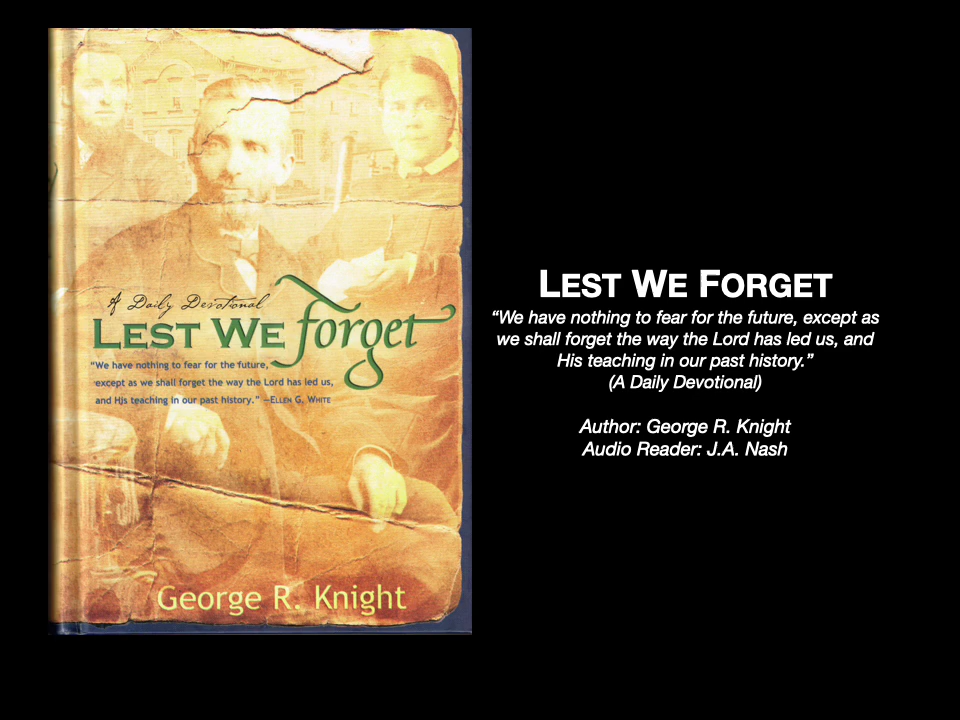 A Daily Devotional
LEST WE forget
“We have nothing to fear for the future,
except as we shall forget the way the Lord has led us,
and His teaching in our past history.” —ELLEN G. WHITE
George R. Knight
LEST WE FORGET
“We have nothing to fear for the future, except as
we shall forget the way the Lord has led us, and
His teaching in our past history.”
(A Daily Devotional)
Author: George R. Knight
Audio Reader: J.A. Nash